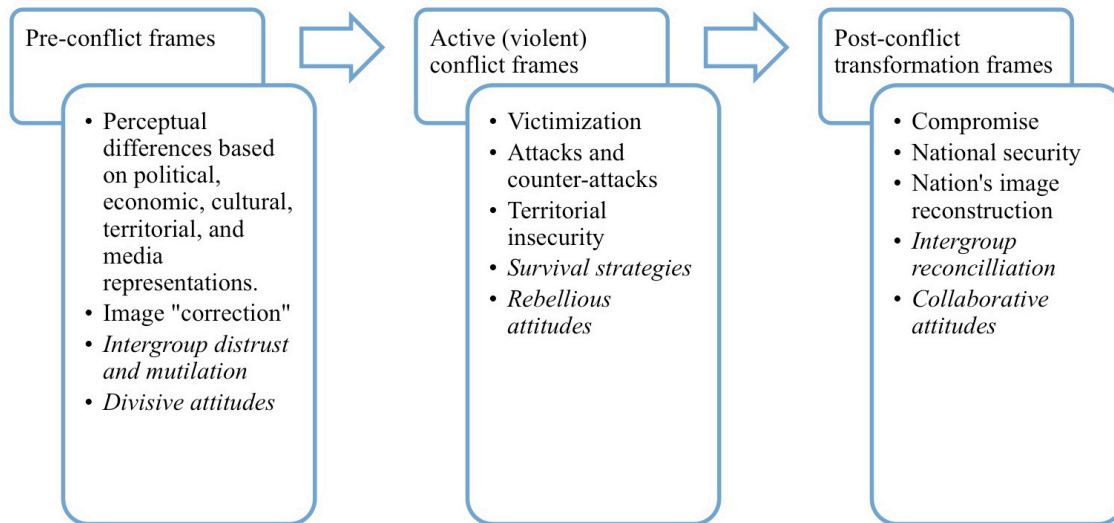 Pre-conflict frames
• Perceptual
differences based
on political,
economic, cultural,
territorial, and
media
representations.
• Image "correction"
• Intergroup distrust
and mutilation
• Divisive attitudes
Active (violent)
conflict frames
• Victimization
• Attacks and
counter-attacks
• Territorial
insecurity
• Survival strategies
• Rebellious
attitudes
Post-conflict
transformation frames
• Compromise
• National security
• Nation's image
reconstruction
• Intergroup
reconcilliation
• Collaborative
attitudes